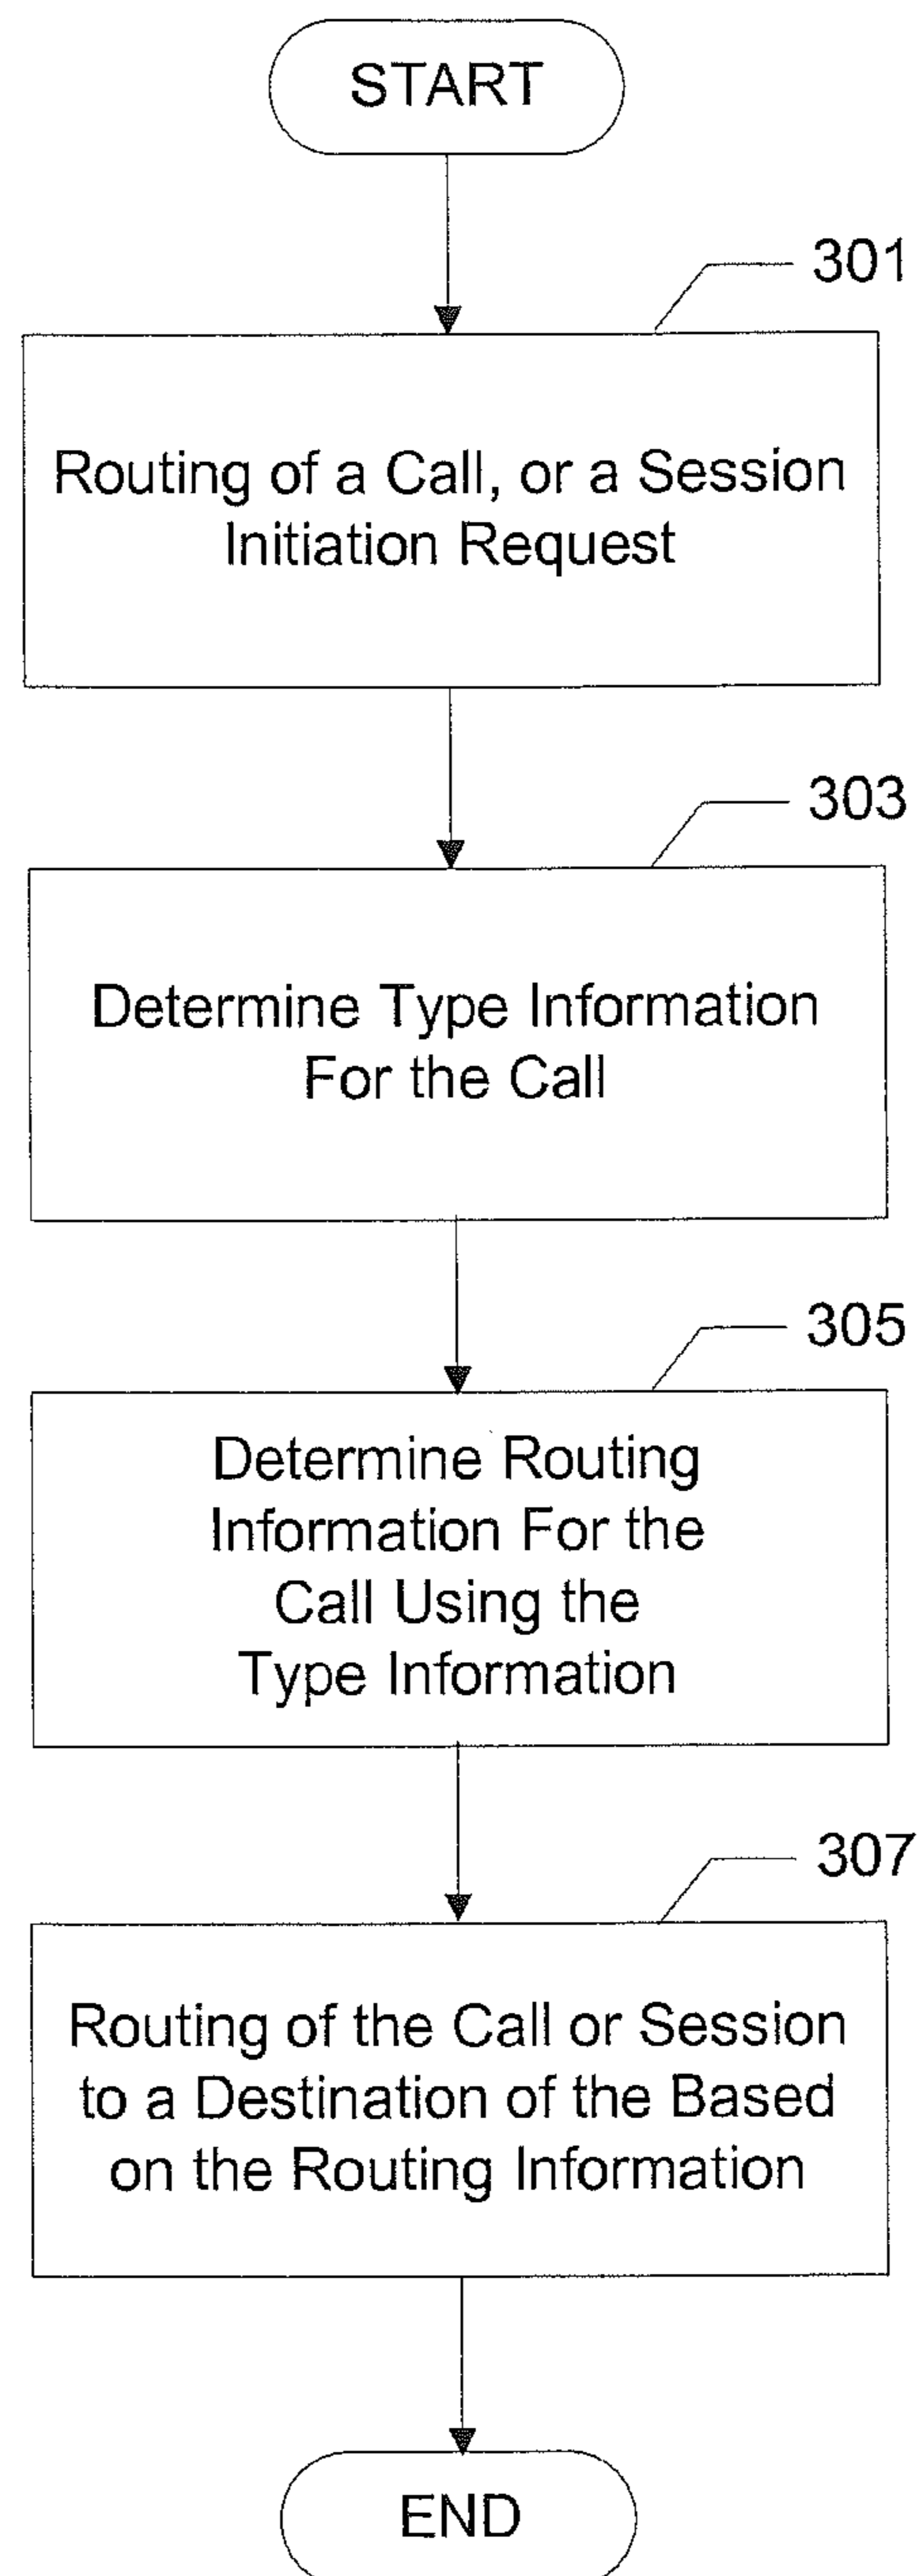 START
301
Routing of a Call, or a Session
Initiation Request
303
Determine Type Information
For the Call
305
Determine Routing
Information For the
Call Using the
Type Information
307
Routing of the Call or Session
to a Destination of the Based
on the Routing Information
END